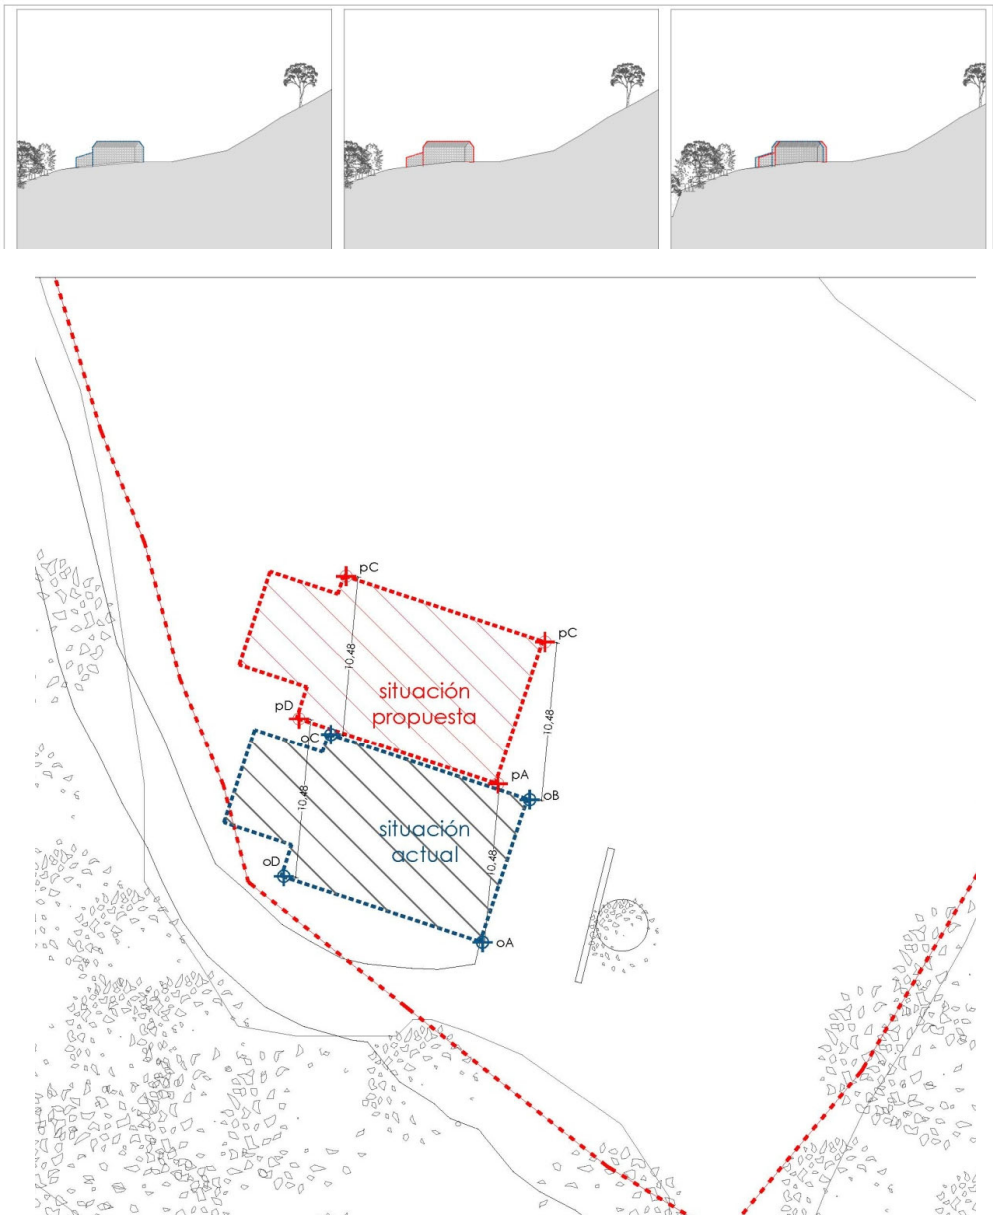 pC
pC
10,48
situación
propuesta
pD
10,48
oC
pA
oB
10,48
situación
actual
10,48
oD
oA